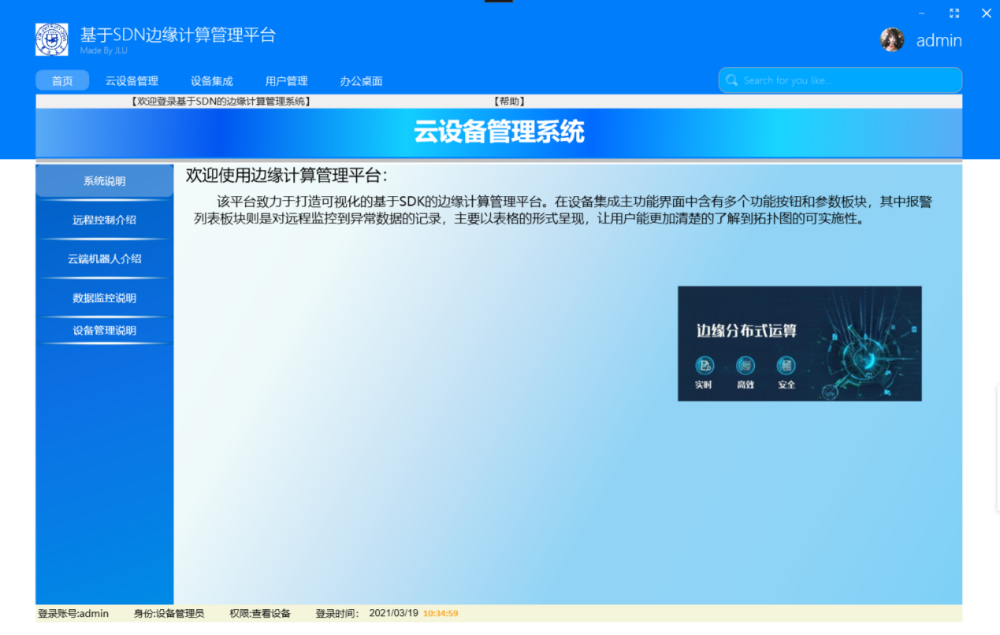 基于SDN边缘计算管理平台
Made By JLU
admin
首页 云设备管理 设备集成 用户管理 办公桌面
Search for you like...
【欢迎登录基于SDN的边缘计算管理系统】 【帮助】
云设备管理系统
系统说明
远程控制介绍
云端机器人介绍
数据监控说明
设备管理说明
欢迎使用边缘计算管理平台：
该平台致力于打造可视化的基于SDK的边缘计算管理平台。在设备集成主功能界面中含有多个功能按钮和参数板块，其中报警
列表板块则是对远程监控到异常数据的记录，主要以表格的形式呈现，让用户能更加清楚的了解到拓扑图的可实施性。
边缘分布式运算
实时 高效 安全
登录账号:admin 身份:设备管理员 权限:查看设备 登录时间： 2021/03/19 10:34:59